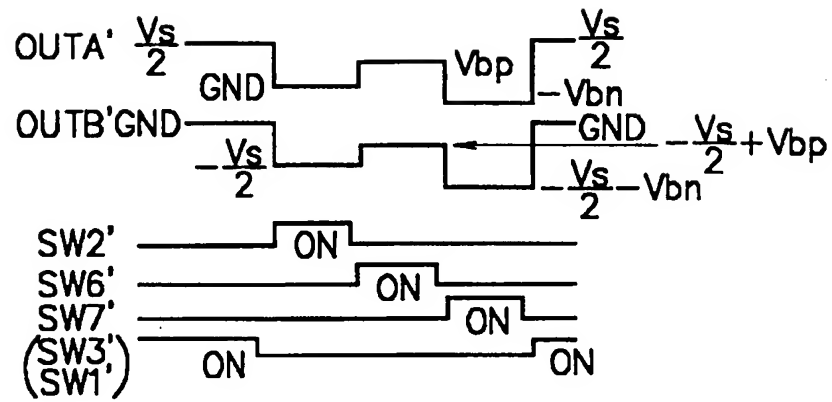 OUTA' Vs/2 Vs/2
GND Vbp -Vbn
OUTB' GND GND
-Vs/2 -Vs/2+Vbp
-Vs/2-Vbn
SW2' ON
SW6' ON
SW7' ON
(SW3' ON ON
SW1')